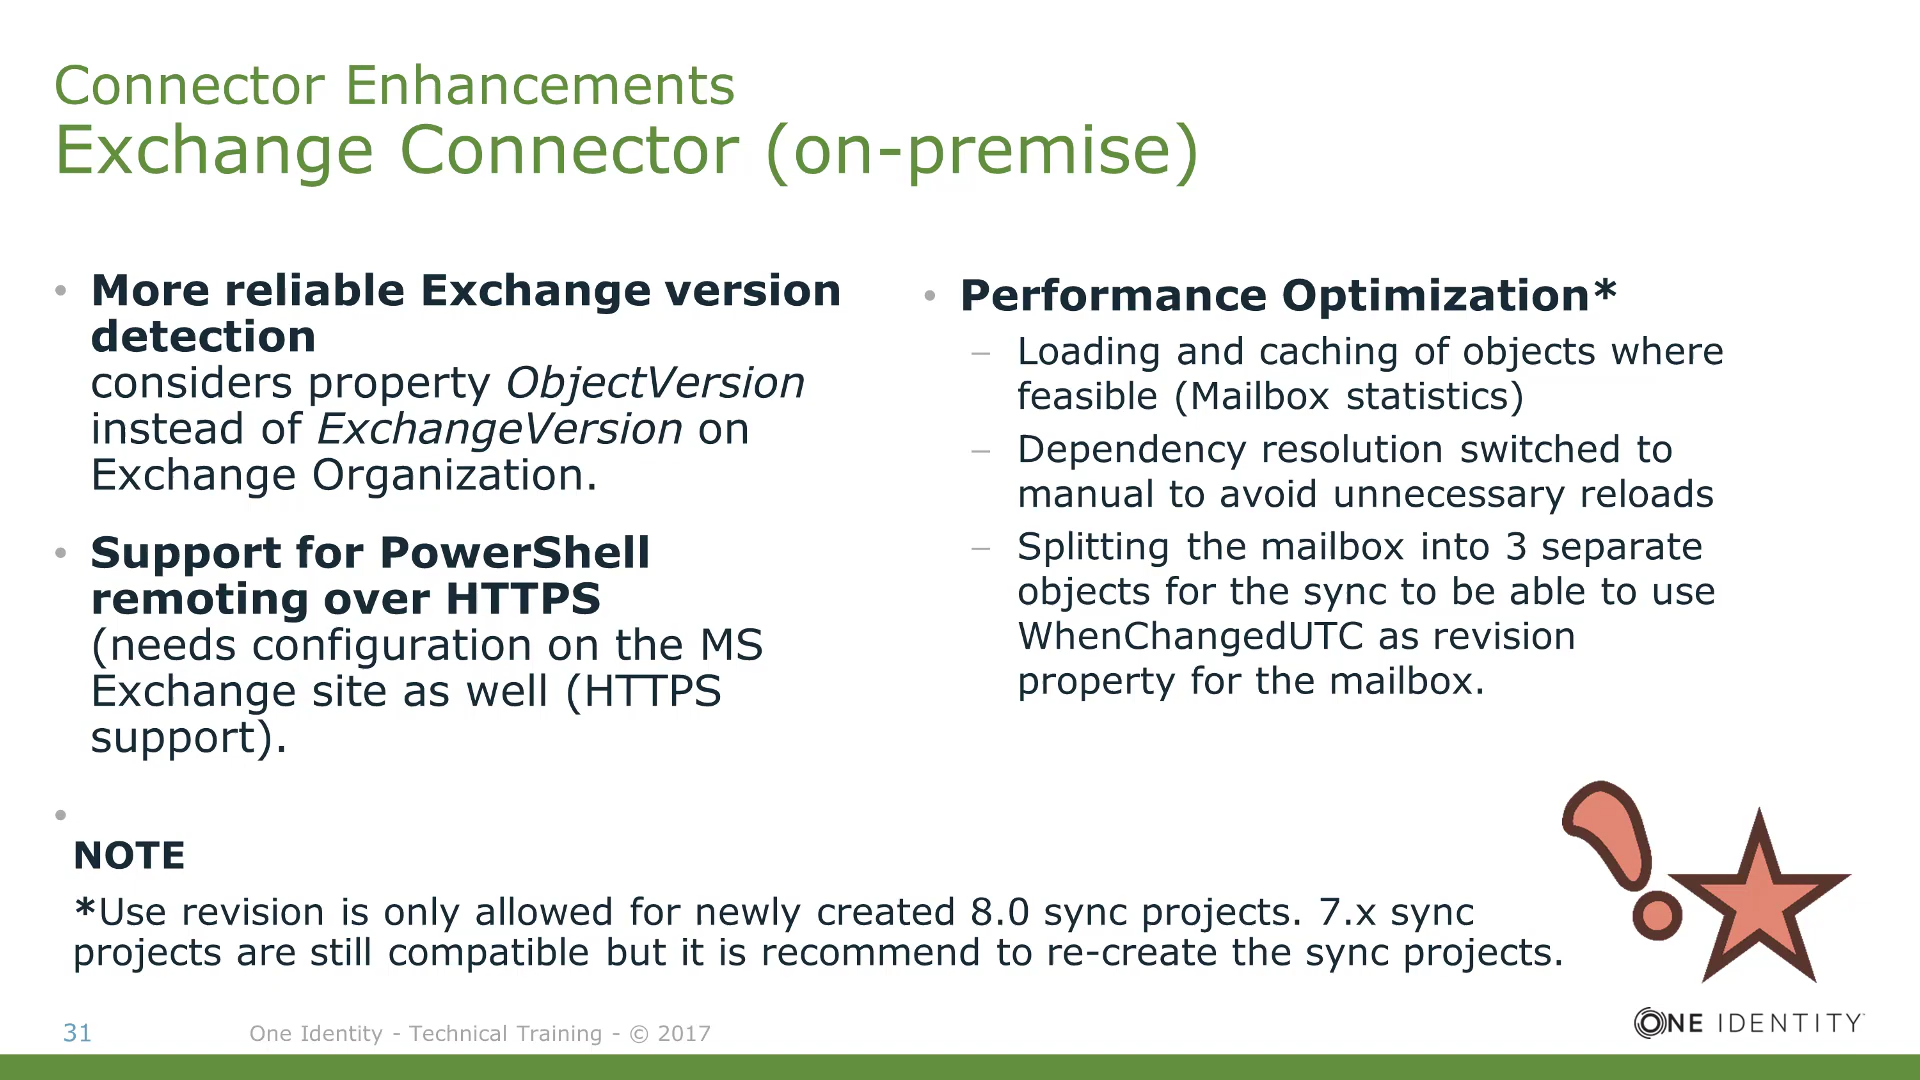 Connector Enhancements
Exchange Connector (on-premise)
• More reliable Exchange version
detection
considers property ObjectVersion
instead of ExchangeVersion on
Exchange Organization.
• Support for PowerShell
remoting over HTTPS
(needs configuration on the MS
Exchange site as well (HTTPS
support).
•
NOTE
*Use revision is only allowed for newly created 8.0 sync projects. 7.x sync
projects are still compatible but it is recommend to re-create the sync projects.
• Performance Optimization*
– Loading and caching of objects where
feasible (Mailbox statistics)
– Dependency resolution switched to
manual to avoid unnecessary reloads
– Splitting the mailbox into 3 separate
objects for the sync to be able to use
WhenChangedUTC as revision
property for the mailbox.
31
One Identity - Technical Training - © 2017
ONE IDENTITY